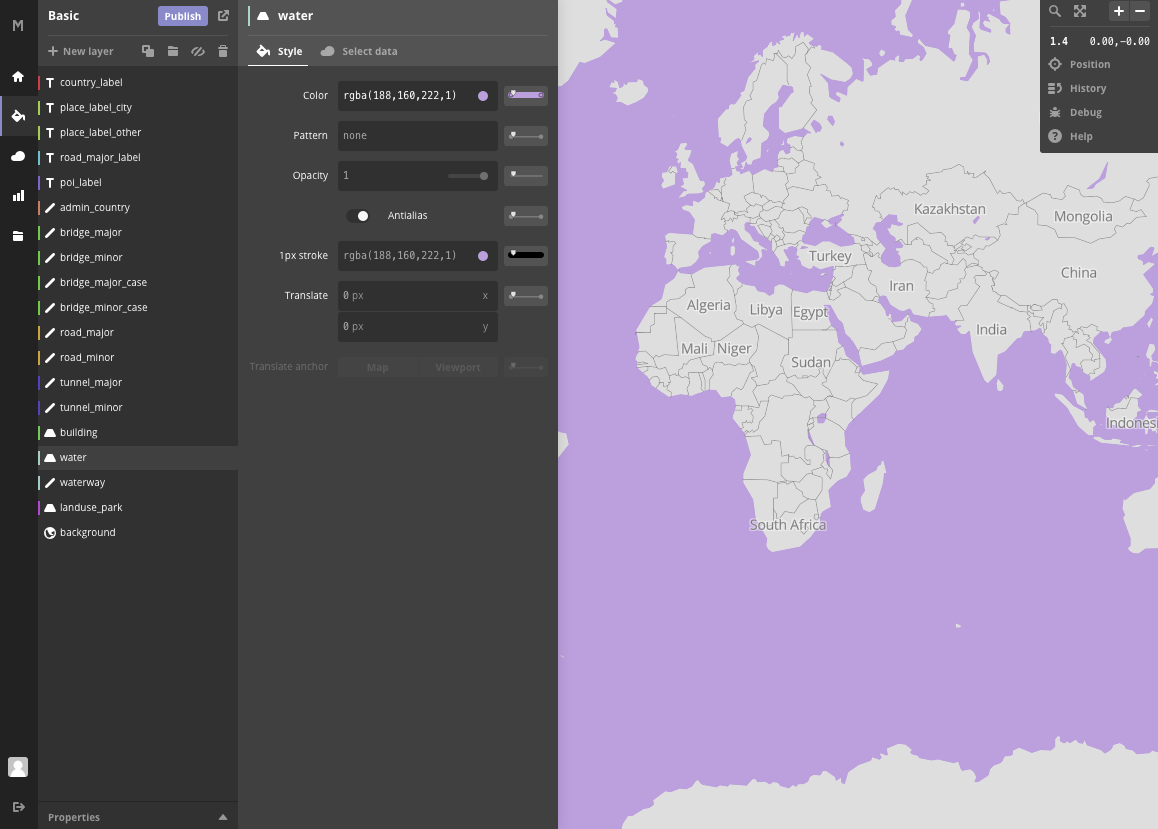 M
Basic
Publish
New layer
country_label
place_label_city
place_label_other
road_major_label
poi_label
admin_country
bridge_major
bridge_minor
bridge_major_case
bridge_minor_case
road_major
road_minor
tunnel_major
tunnel_minor
building
water
waterway
landuse_park
background
Properties
water
Style
Select data
Color
rgba(188,160,222,1)
Pattern
none
Opacity
1
Antialias
1px stroke
rgba(188,160,222,1)
Translate
0 px x
0 px y
Translate anchor
Map
Viewport
1.4
0.00,-0.00
Position
History
Debug
Help
Kazakhstan
Mongolia
Turkey
China
Iran
Algeria
Libya
Egypt
India
Mali
Niger
Sudan
Indonesi
South Africa